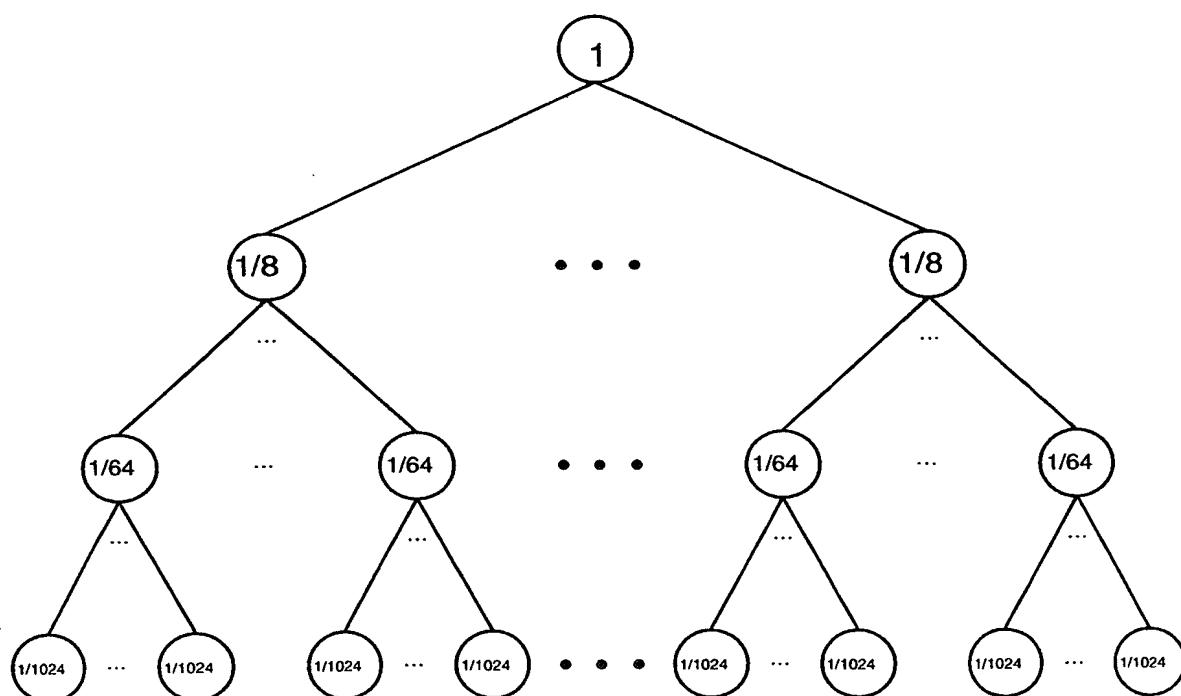 1
1/8 • • • 1/8
... ...
1/64 ... 1/64 • • • 1/64 ... 1/64
... ... ... ...
1/1024 ... 1/1024 1/1024 ... 1/1024 • • • 1/1024 ... 1/1024 1/1024 ... 1/1024